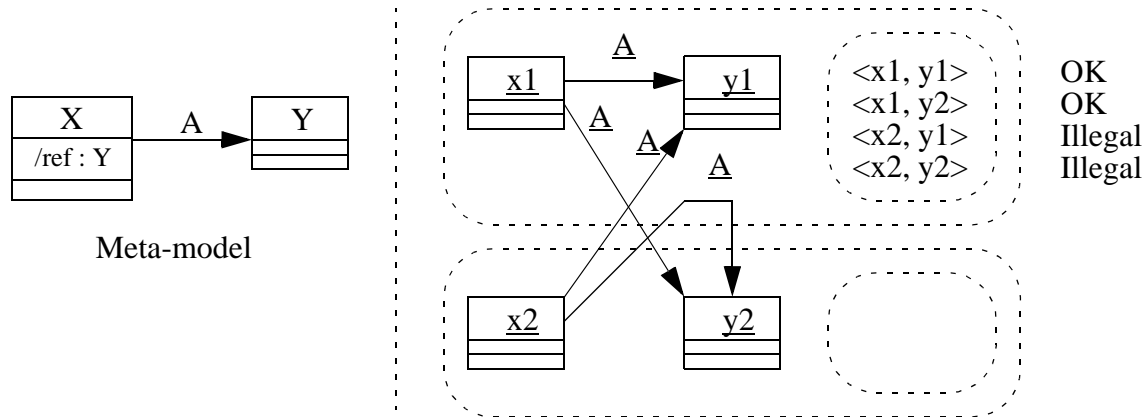 X
/ref : Y
A
Y
Meta-model
A
x1
y1
A
A
A
<x1, y1> OK
<x1, y2> OK
<x2, y1> Illegal
<x2, y2> Illegal
x2
y2